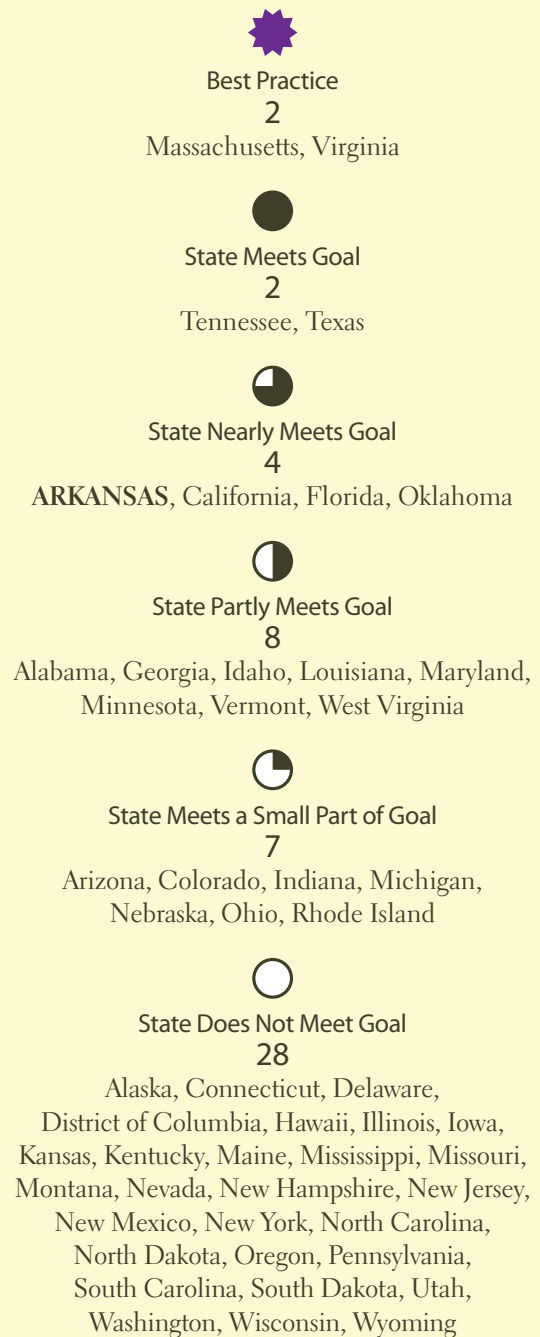 Best Practice
2
Massachusetts, Virginia
State Meets Goal
2
Tennessee, Texas
State Nearly Meets Goal
4
ARKANSAS, California, Florida, Oklahoma
State Partly Meets Goal
8
Alabama, Georgia, Idaho, Louisiana, Maryland,
Minnesota, Vermont, West Virginia
State Meets a Small Part of Goal
7
Arizona, Colorado, Indiana, Michigan,
Nebraska, Ohio, Rhode Island
State Does Not Meet Goal
28
Alaska, Connecticut, Delaware,
District of Columbia, Hawaii, Illinois, Iowa,
Kansas, Kentucky, Maine, Mississippi, Missouri,
Montana, Nevada, New Hampshire, New Jersey,
New Mexico, New York, North Carolina,
North Dakota, Oregon, Pennsylvania,
South Carolina, South Dakota, Utah,
Washington, Wisconsin, Wyoming